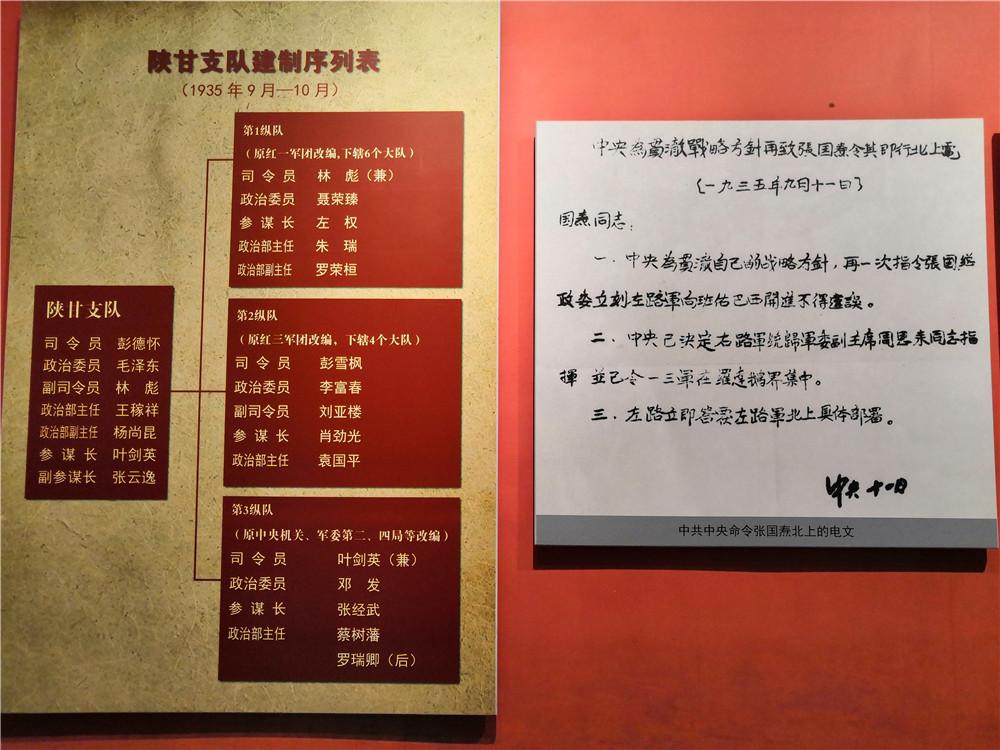 陕甘支队建制序列表
（1935年9月—10月）
陕甘支队
司令员 彭德怀
政治委员 毛泽东
副司令员 林彪
政治部主任 王稼祥
政治部副主任 杨尚昆
参谋长 叶剑英
副参谋长 张云逸
第1纵队
（原红一军团改编,下辖6个大队）
司令员 林彪（兼）
政治委员 聂荣臻
参谋长 左权
政治部主任 朱瑞
政治部副主任 罗荣桓
第2纵队
（原红三军团改编，下辖4个大队）
司令员 彭雪枫
政治委员 李富春
副司令员 刘亚楼
参谋长 肖劲光
政治部主任 袁国平
第3纵队
（原中央机关、军委第二、四局等改编）
司令员 叶剑英（兼）
政治委员 邓发
参谋长 张经武
政治部主任 蔡树藩
罗瑞卿（后）
中央為貫澈戰略方針再致張国焘令其即行北上電
(一九三五年九月十一日)
国焘同志：
一．中央為貫澈自己的战略方針，再一次指令張国焘
政委立刻左路軍向班佑巴西開進不得遲誤。
二．中央已决定右路軍統歸軍委副主席周恩来同志指
揮 並已令一三軍在羅達 界集中。
三．左路立即答覆左路軍北上具体部署。
中央 十一日
中共中央命令张国焘北上的电文